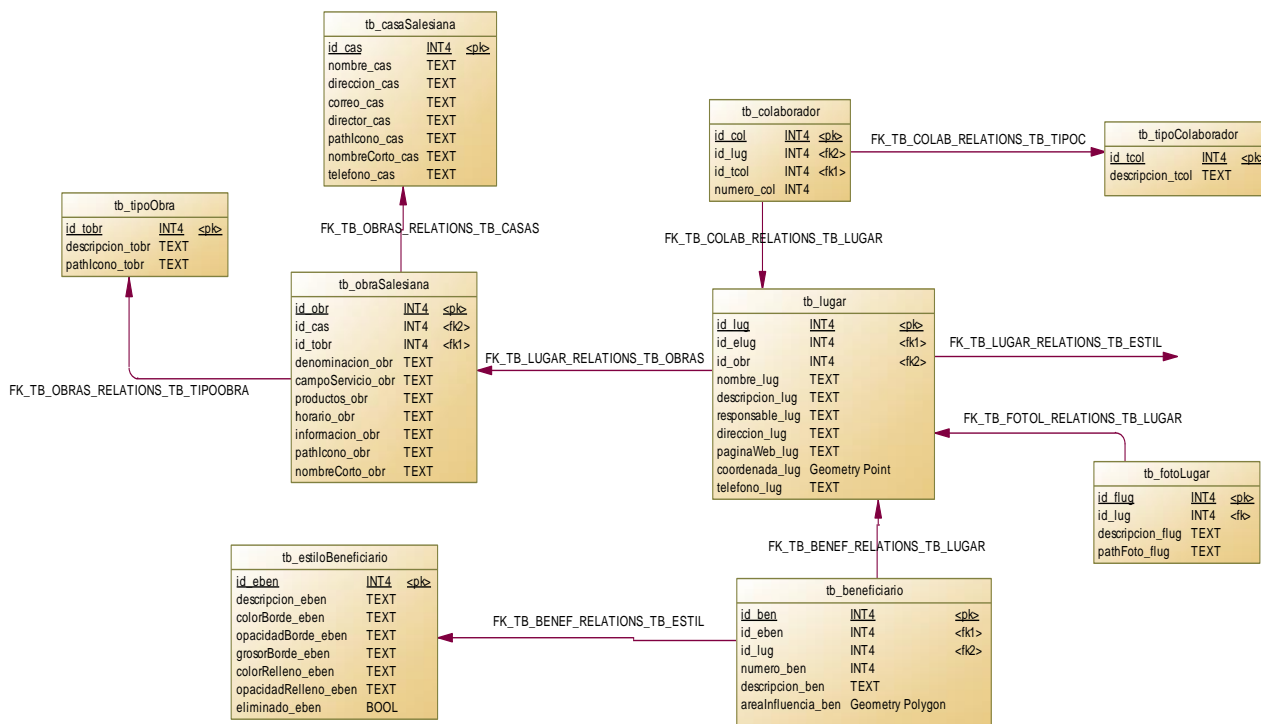 tb_casaSalesiana
id_cas INT4 <pk>
nombre_cas TEXT
direccion_cas TEXT
correo_cas TEXT
director_cas TEXT
pathIcono_cas TEXT
nombreCorto_cas TEXT
telefono_cas TEXT
tb_colaborador
id_col INT4 <pk>
id_lug INT4 <fk2>
id_tcol INT4 <fk1>
numero_col INT4
FK_TB_COLAB_RELATIONS_TB_TIPOC
tb_tipoColaborador
id_tcol INT4 <pk>
descripcion_tcol TEXT
tb_tipoObra
id_tobr INT4 <pk>
descripcion_tobr TEXT
pathIcono_tobr TEXT
FK_TB_OBRAS_RELATIONS_TB_CASAS
FK_TB_COLAB_RELATIONS_TB_LUGAR
tb_obraSalesiana
id_obr INT4 <pk>
id_cas INT4 <fk2>
id_tobr INT4 <fk1>
denominacion_obr TEXT
campoServicio_obr TEXT
productos_obr TEXT
horario_obr TEXT
informacion_obr TEXT
pathIcono_obr TEXT
nombreCorto_obr TEXT
FK_TB_OBRAS_RELATIONS_TB_TIPOOBRA
FK_TB_LUGAR_RELATIONS_TB_OBRAS
tb_lugar
id_lug INT4 <pk>
id_elug INT4 <fk1>
id_obr INT4 <fk2>
nombre_lug TEXT
descripcion_lug TEXT
responsable_lug TEXT
direccion_lug TEXT
paginaWeb_lug TEXT
coordenada_lug Geometry Point
telefono_lug TEXT
FK_TB_LUGAR_RELATIONS_TB_ESTIL
FK_TB_FOTOL_RELATIONS_TB_LUGAR
tb_fotoLugar
id_flug INT4 <pk>
id_lug INT4 <fk>
descripcion_flug TEXT
pathFoto_flug TEXT
FK_TB_BENEF_RELATIONS_TB_LUGAR
tb_estiloBeneficiario
id_eben INT4 <pk>
descripcion_eben TEXT
colorBorde_eben TEXT
opacidadBorde_eben TEXT
grosorBorde_eben TEXT
colorRelleno_eben TEXT
opacidadRelleno_eben TEXT
eliminado_eben BOOL
FK_TB_BENEF_RELATIONS_TB_ESTIL
tb_beneficiario
id_ben INT4 <pk>
id_eben INT4 <fk1>
id_lug INT4 <fk2>
numero_ben INT4
descripcion_ben TEXT
areaInfluencia_ben Geometry Polygon